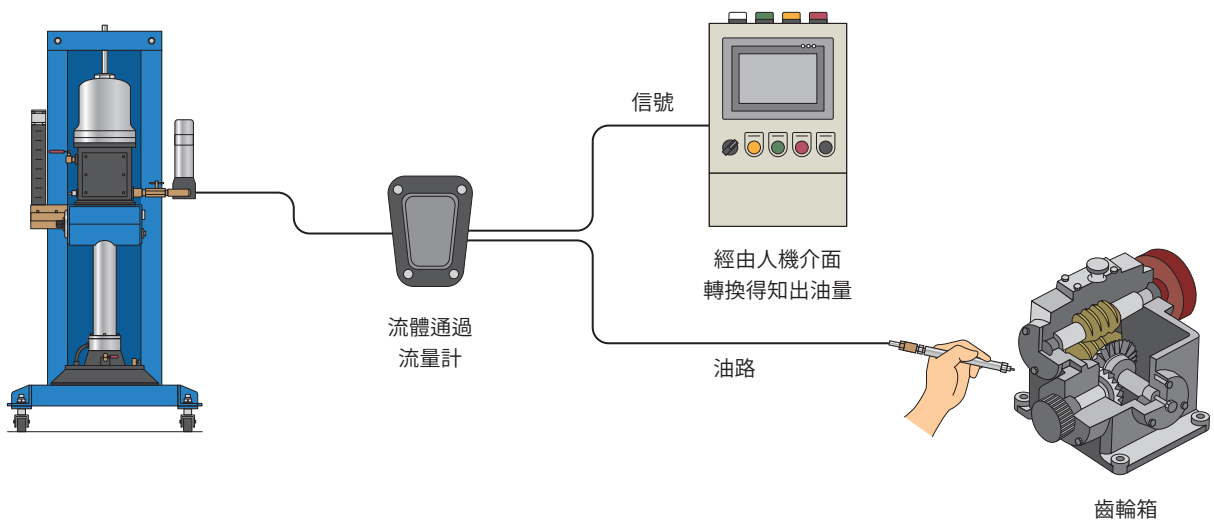 信號
經由人機介面
轉換得知出油量
流體通過
流量計
油路
齒輪箱